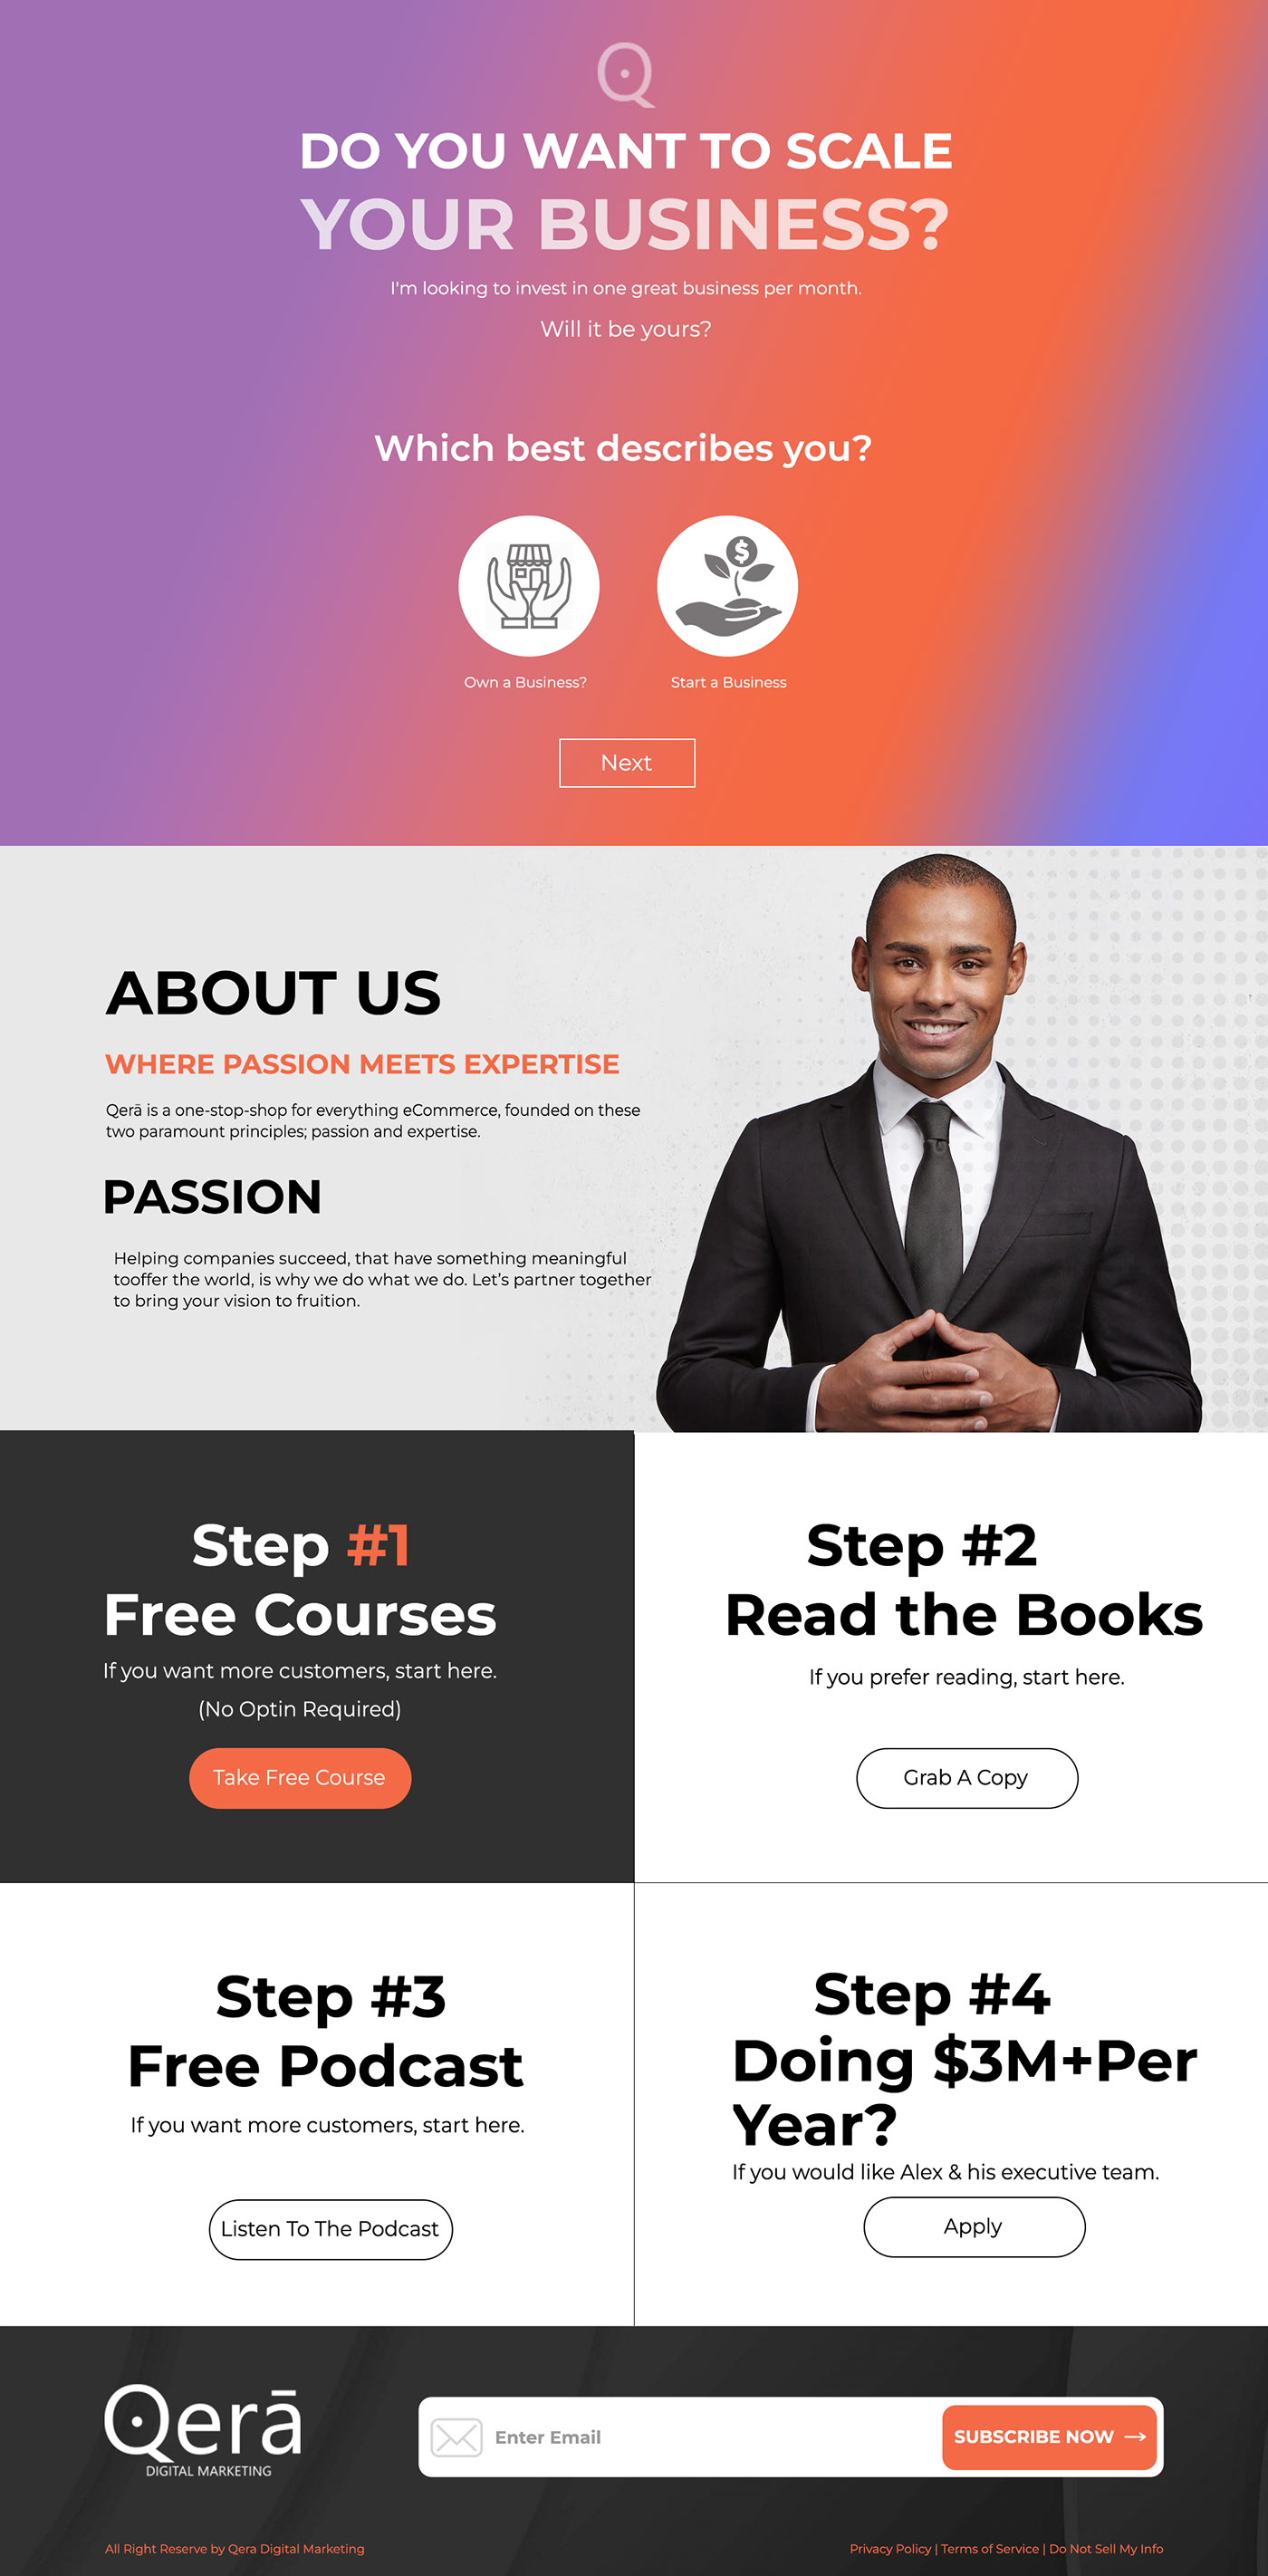 Q
DO YOU WANT TO SCALE
YOUR BUSINESS?
I'm looking to invest in one great business per month.
Will it be yours?
Which best describes you?
$
Own a Business?
Start a Business
Next
ABOUT US
WHERE PASSION MEETS EXPERTISE
Qerā is a one-stop-shop for everything eCommerce, founded on these
two paramount principles; passion and expertise.
PASSION
Helping companies succeed, that have something meaningful
tooffer the world, is why we do what we do. Let's partner together
to bring your vision to fruition.
Step #1
Free Courses
If you want more customers, start here.
(No Optin Required)
Take Free Course
Step #2
Read the Books
If you prefer reading, start here.
Grab A Copy
Step #3
Free Podcast
If you want more customers, start here.
Listen To The Podcast
Step #4
Doing $3M+Per
Year?
If you would like Alex & his executive team.
Apply
Qerā
DIGITAL MARKETING
Enter Email
SUBSCRIBE NOW →
All Right Reserve by Qera Digital Marketing
Privacy Policy | Terms of Service | Do Not Sell My Info